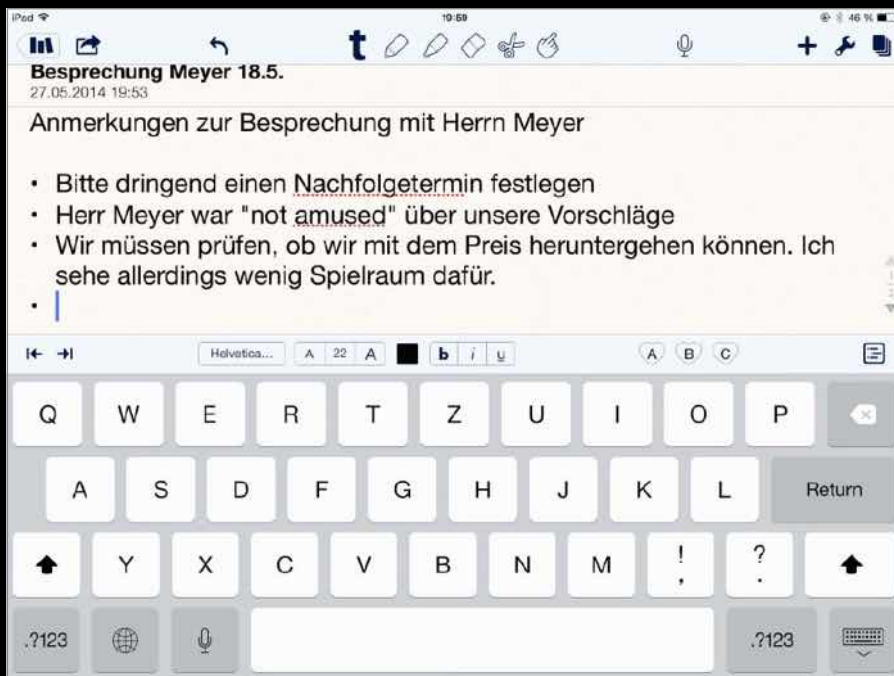 iPad 19:59 46 %
t
Besprechung Meyer 18.5.
27.05.2014 19:53
Anmerkungen zur Besprechung mit Herrn Meyer
• Bitte dringend einen Nachfolgetermin festlegen
• Herr Meyer war "not amused" über unsere Vorschläge
• Wir müssen prüfen, ob wir mit dem Preis heruntergehen können. Ich
sehe allerdings wenig Spielraum dafür.
•
Helvetica... A 22 A b i u A B C
Q W E R T Z U I O P
A S D F G H J K L Return
Y X C V B N M ! , ? .
.?123 .?123